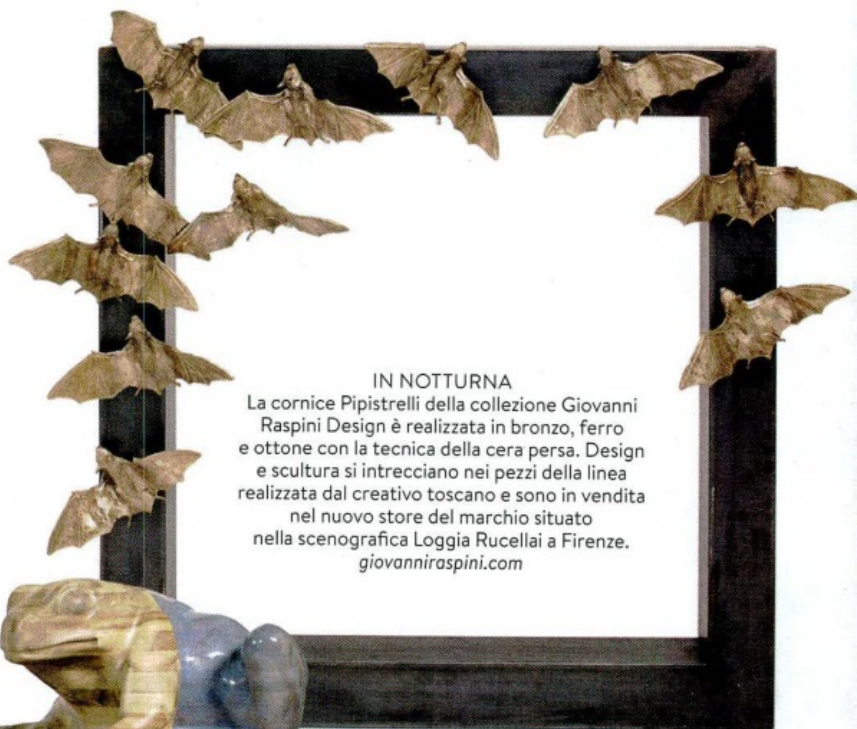 IN NOTTURNA
La cornice Pipistrelli della collezione Giovanni
Raspini Design è realizzata in bronzo, ferro
e ottone con la tecnica della cera persa. Design
e scultura si intrecciano nei pezzi della linea
realizzata dal creativo toscano e sono in vendita
nel nuovo store del marchio situato
nella scenografica Loggia Rucellai a Firenze.
giovanniraspini.com